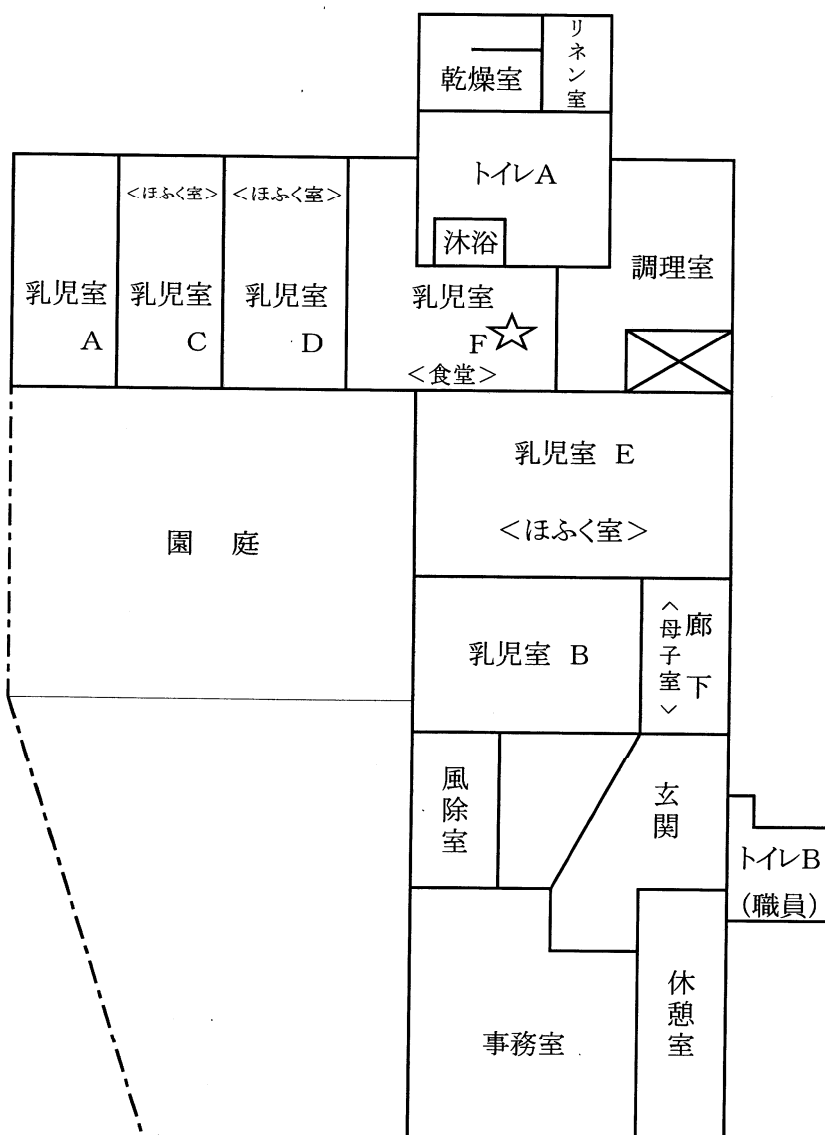 リネン室
乾燥室
トイレA
沐浴
<ほふく室>
<ほふく室>
調理室
乳児室
A
乳児室
C
乳児室
D
乳児室
F☆
<食堂>
乳児室 E
<ほふく室>
園 庭
乳児室 B
廊下
<母子室>
風除室
玄関
トイレB
(職員)
休憩室
事務室